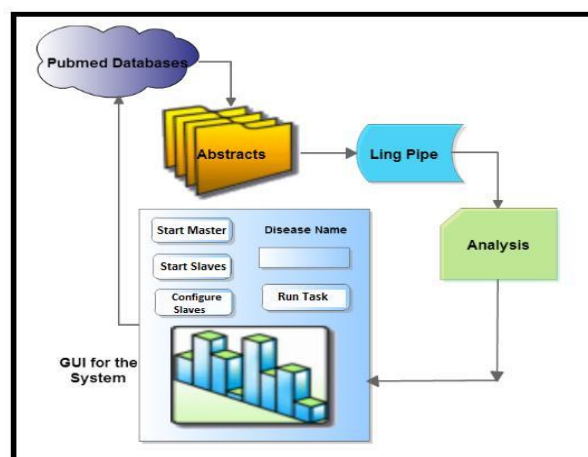 Pubmed Databases
Abstracts
Ling Pipe
Analysis
Start Master
Disease Name
Start Slaves
Configure
Slaves
Run Task
GUI for the
System